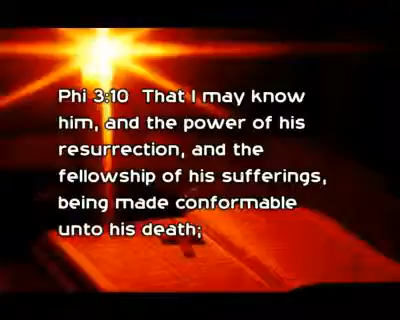 Phi 3:10 That I may know
him, and the power of his
resurrection, and the
fellowship of his sufferings,
being made conformable
unto his death;